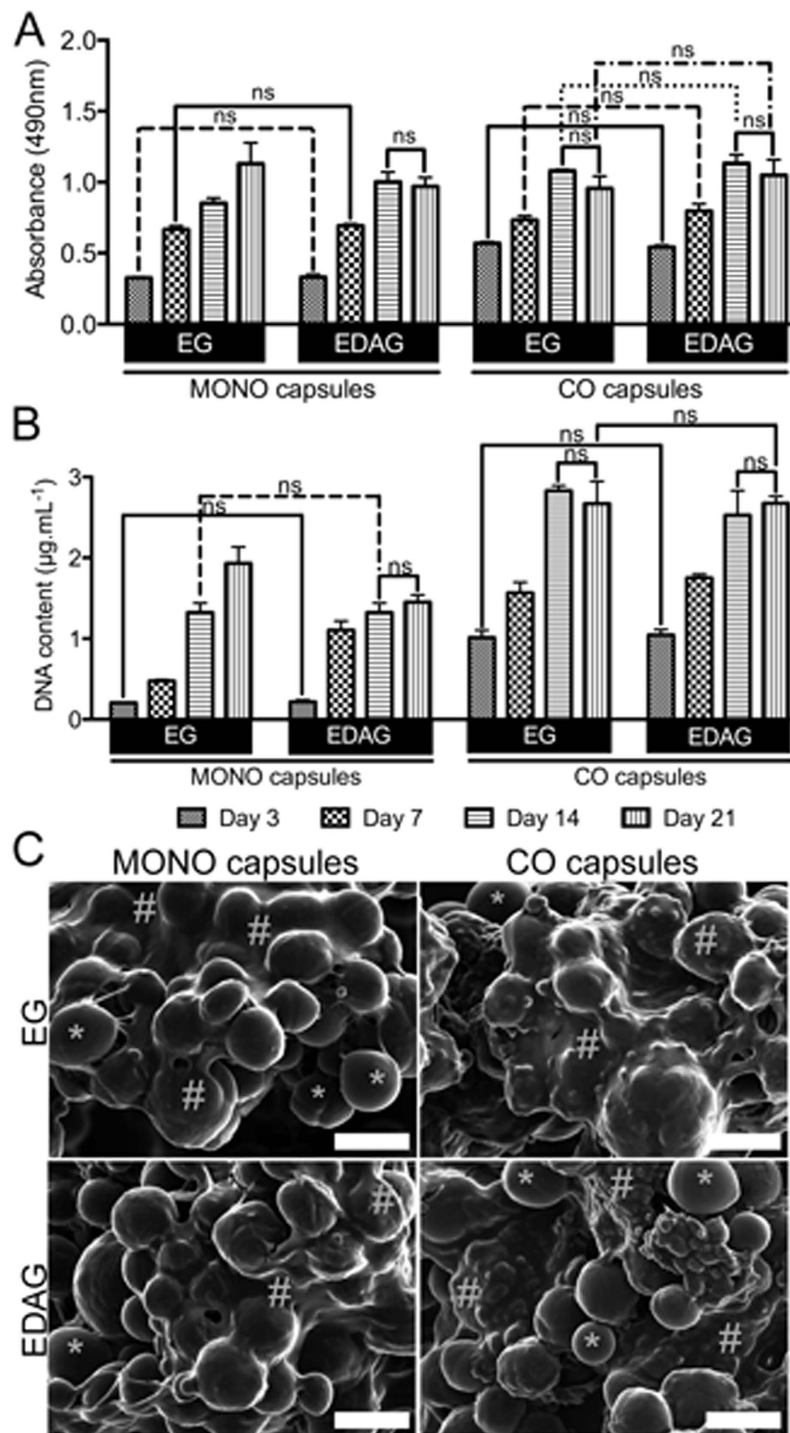 A
Absorbance (490nm)
2.0
1.5
1.0
0.5
0.0
ns
ns
ns
ns
ns
ns
ns
ns
ns
EG
EDAG
EG
EDAG
MONO capsules
CO capsules
B
DNA content (µg.mL⁻¹)
3
2
1
0
ns
ns
ns
ns
ns
ns
ns
EG
EDAG
EG
EDAG
MONO capsules
CO capsules
Day 3
Day 7
Day 14
Day 21
C
MONO capsules
CO capsules
EG
# # * # * *
* # #
EDAG
# # *
* # * # * #